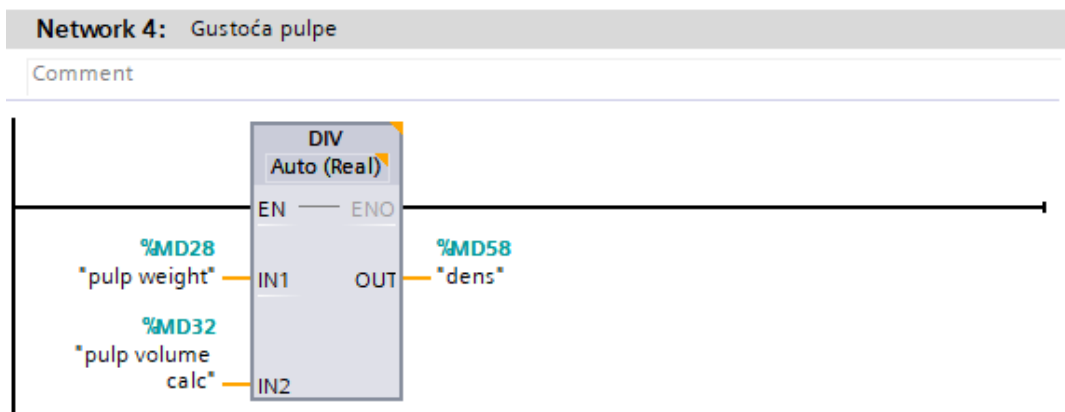 Network 4: Gustoća pulpe
Comment
DIV
Auto (Real)
EN ENO
%MD28
"pulp weight" IN1
%MD58
OUT "dens"
%MD32
"pulp volume
calc" IN2